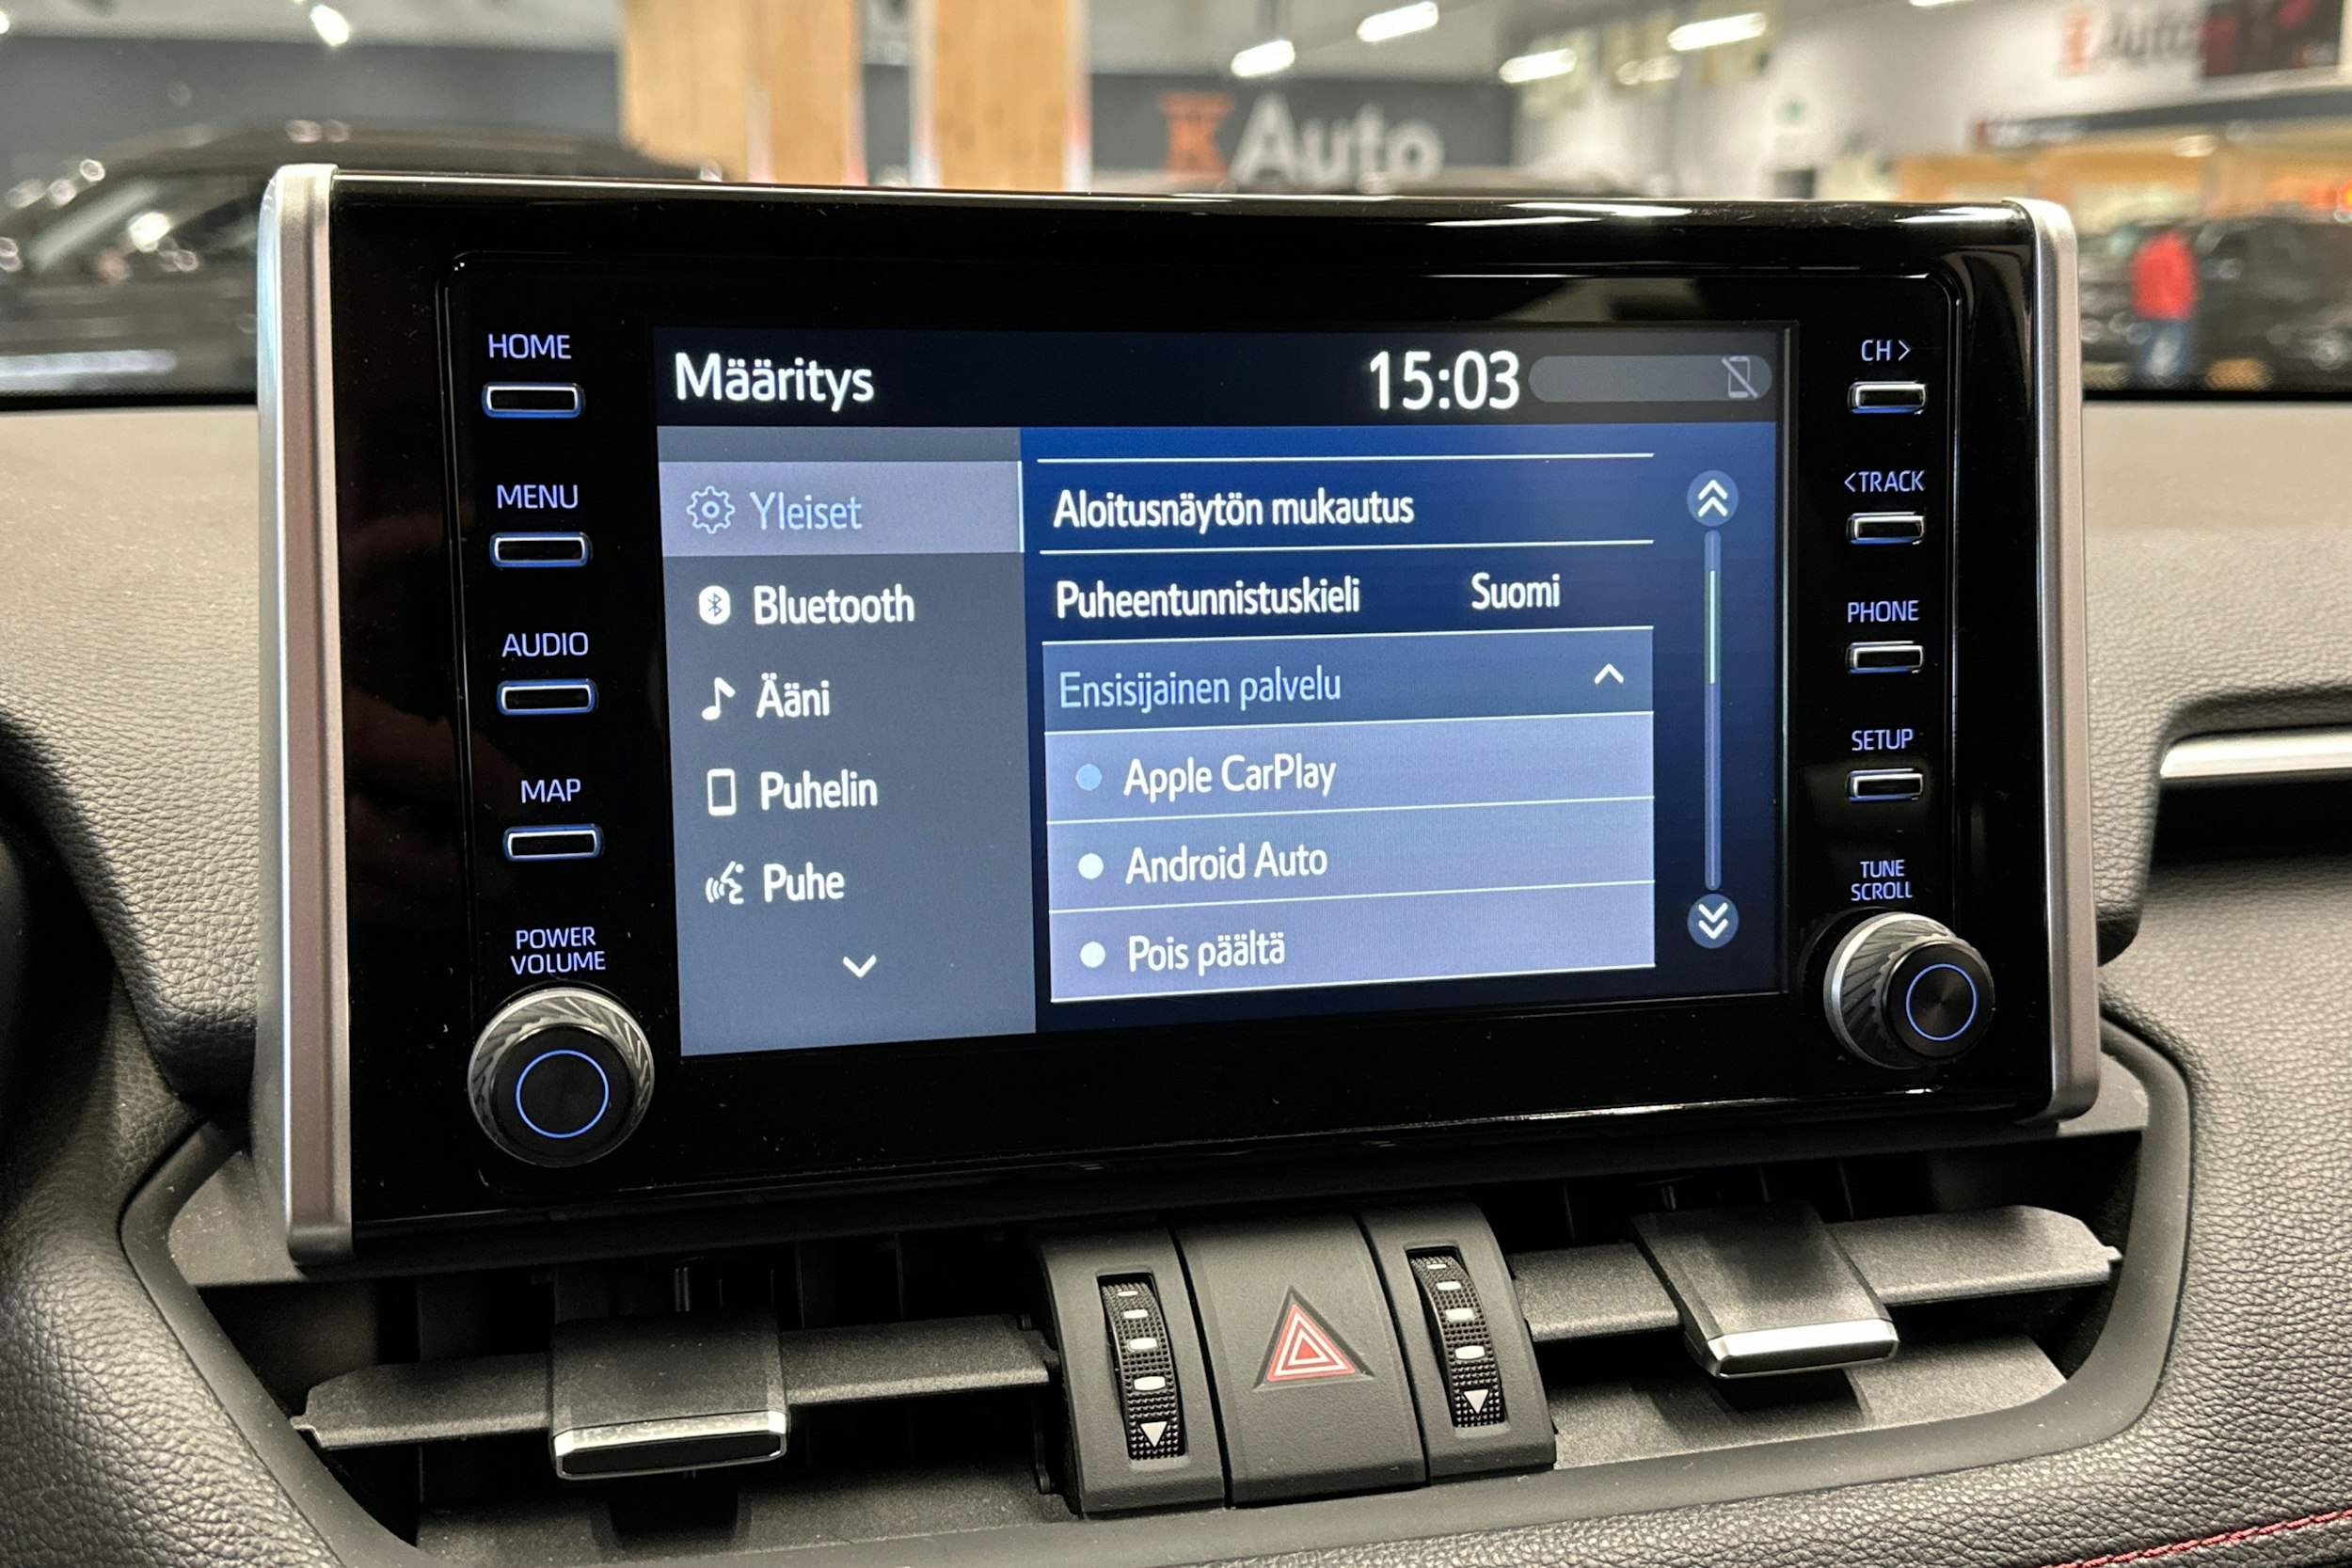 K Auto
K Auto
HOME
MENU
AUDIO
MAP
POWER
VOLUME
Määritys
15:03
Yleiset
Bluetooth
Ääni
Puhelin
Puhe
Aloitusnäytön mukautus
Puheentunnistuskieli Suomi
Ensisijainen palvelu
Apple CarPlay
Android Auto
Pois päältä
CH >
< TRACK
PHONE
SETUP
TUNE
SCROLL